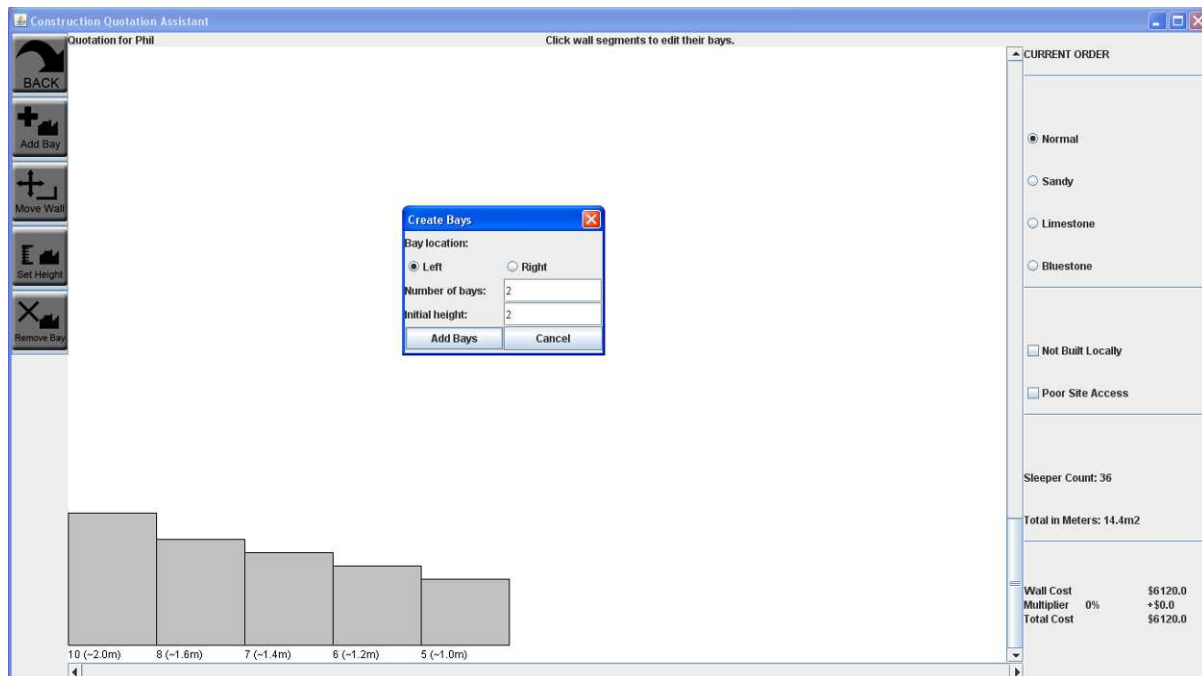 Construction Quotation Assistant
Quotation for Phil
Click wall segments to edit their bays.
BACK
Add Bay
Move Wall
Set Height
Remove Bay
Create Bays
Bay location:
Left Right
Number of bays: 2
Initial height: 2
Add Bays Cancel
10 (~2.0m) 8 (~1.6m) 7 (~1.4m) 6 (~1.2m) 5 (~1.0m)
CURRENT ORDER
Normal
Sandy
Limestone
Bluestone
Not Built Locally
Poor Site Access
Sleeper Count: 36
Total in Meters: 14.4m2
Wall Cost $6120.0
Multiplier 0% +$0.0
Total Cost $6120.0